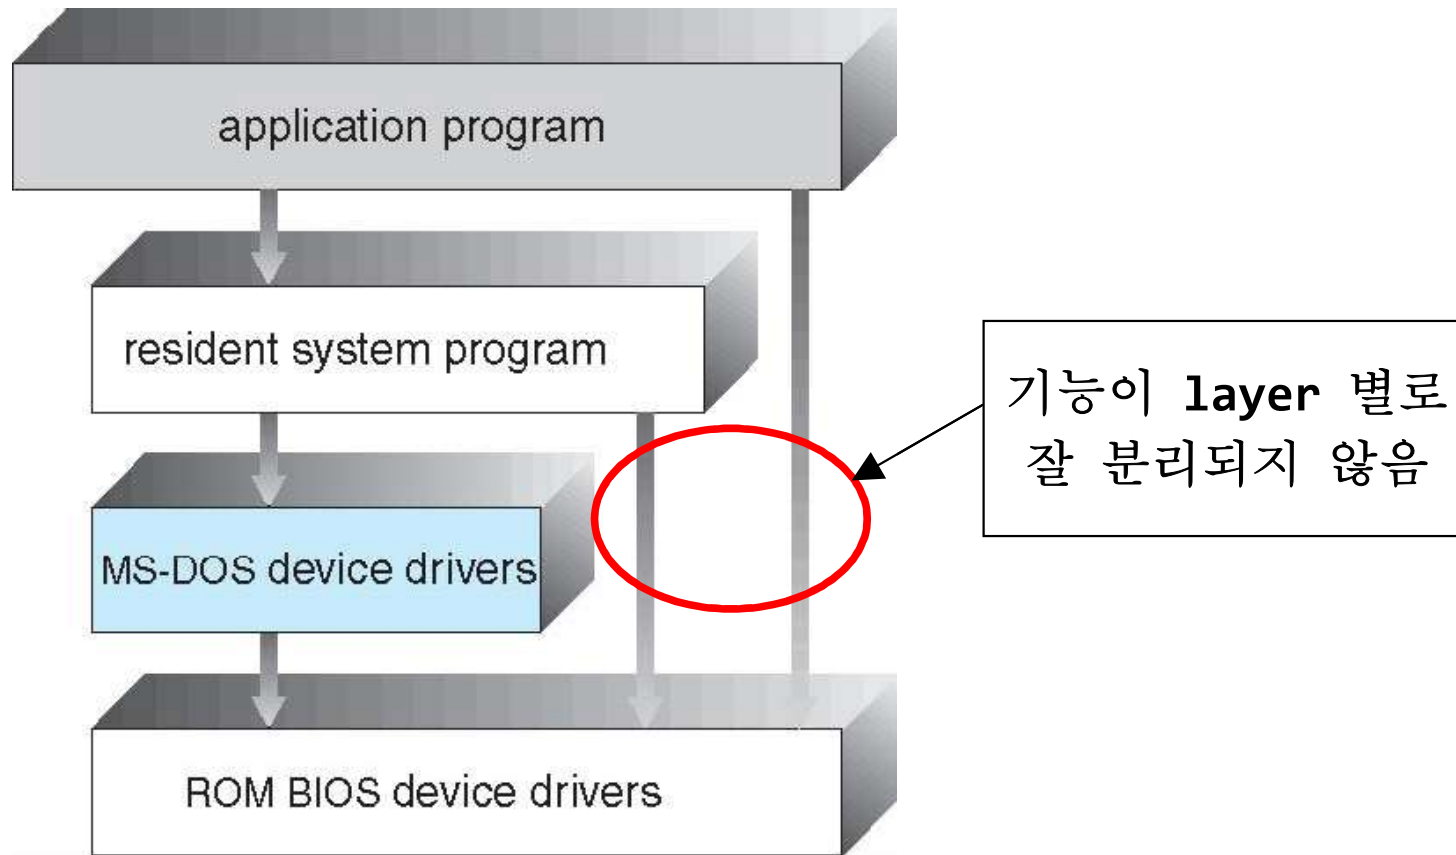 application program
resident system program
MS-DOS device drivers
ROM BIOS device drivers
기능이 layer 별로
잘 분리되지 않음